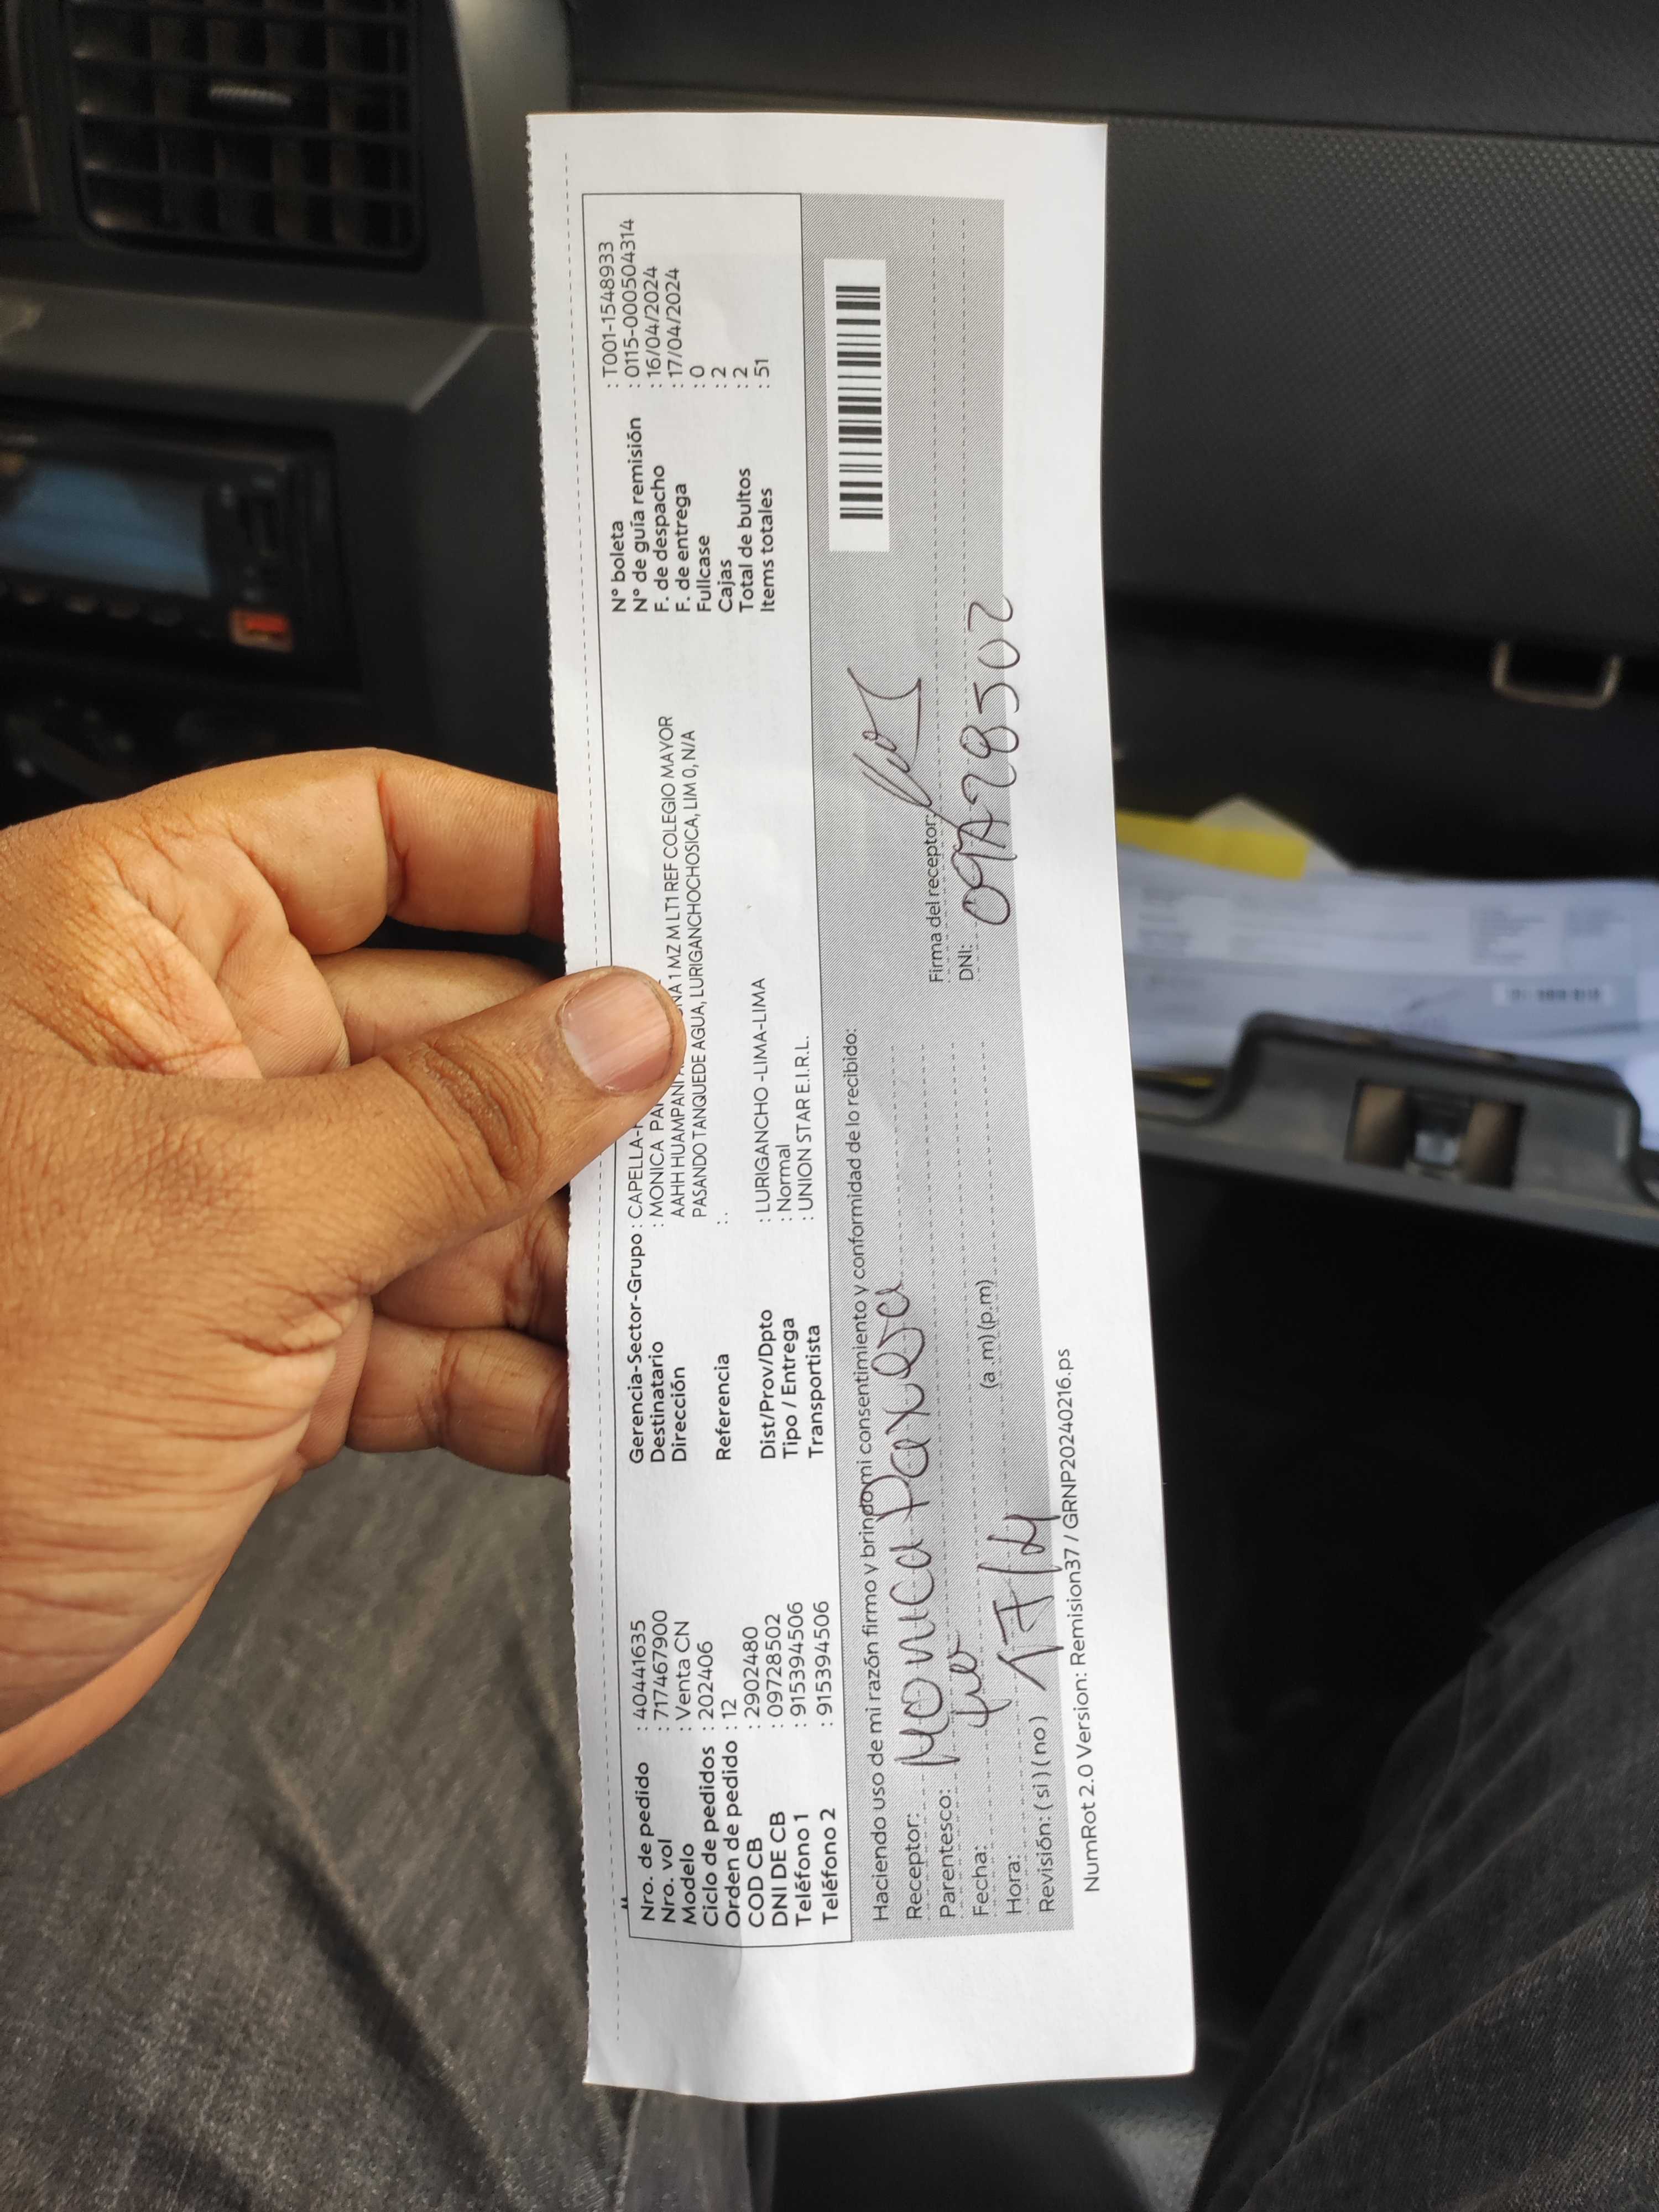 Nro. de pedido : 40441635
Nro. vol : 717467900
Modelo : Venta CN
Ciclo de pedidos : 202406
Orden de pedido : 12
COD CB : 2902480
DNI DE CB : 09728502
Teléfono 1 : 915394506
Teléfono 2 : 915394506
Gerencia-Sector-Grupo : CAPELLA-
Destinatario : MONICA
Dirección AAHH HUAMPANI 1 MZ M LT1 REF COLEGIO MAYOR
PASANDO TANQUEDE AGUA, LURIGANCHOCHOSICA, LIM 0, N/A
Referencia : .
Dist/Prov/Dpto : LURIGANCHO -LIMA-LIMA
Tipo / Entrega : Normal
Transportista : UNION STAR E.I.R.L.
N° boleta : T001-1548933
N° de guía remisión : 0115-0005043​14
F. de despacho : 16/04/2024
F. de entrega : 17/04/2024
Fullcase : 0
Cajas : 2
Total de bultos : 2
Items totales : 51
Haciendo uso de mi razón firmo y brindo mi consentimiento y conformidad de lo recibido:
Receptor: Monica
Parentesco:
Fecha: 17/4
Hora: (a.m) (p.m)
Revisión: ( si ) ( no )
Firma del receptor:
DNI: 09728502
NumRot 2.0 Version: Remision37 / GRNP20240216.ps